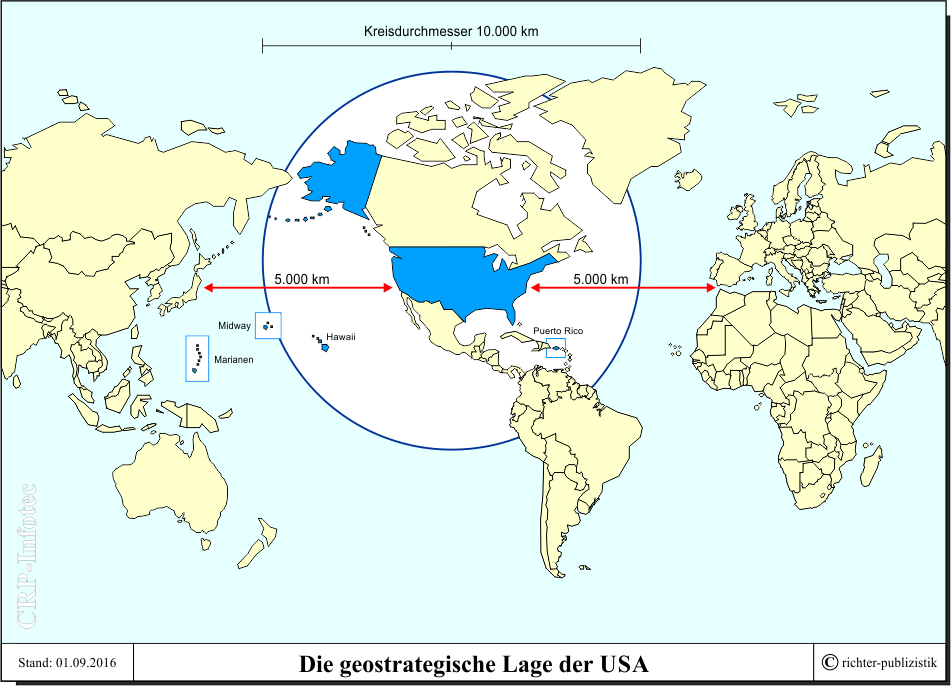 Kreisdurchmesser 10.000 km
5.000 km
5.000 km
Midway
Hawaii
Puerto Rico
Marianen
CRP-Infotec
Stand: 01.09.2016
Die geostrategische Lage der USA
© richter-publizistik